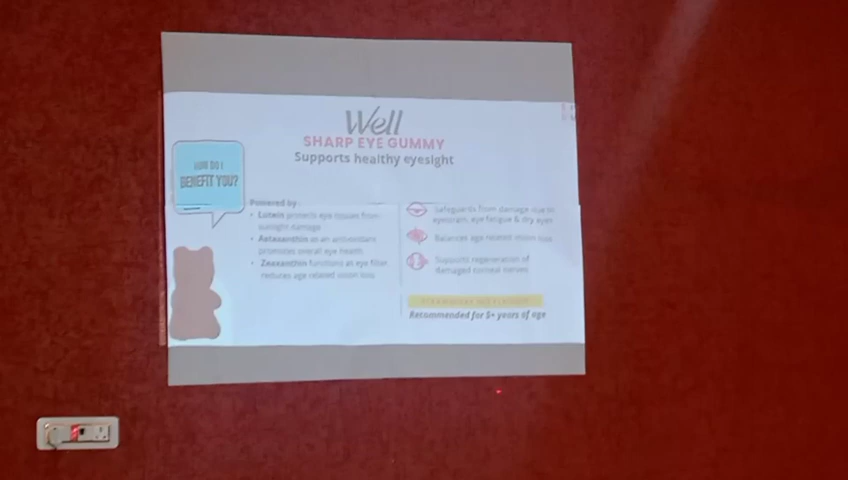 Well
SHARP EYE GUMMY
Supports healthy eyesight
HOW DO I
BENEFIT YOU?
Powered by:
• Lutein protects eye tissues from
sunlight damage
• Astaxanthin as an antioxidant
promotes overall eye health
• Zeaxanthin functions as eye filter,
reduces age related vision loss.
Safeguards from damage due to
eyestrain, eye fatigue & dry eyes
Balances age related vision loss
Supports regeneration of
damaged corneal nerves
Recommended for 5+ years of age